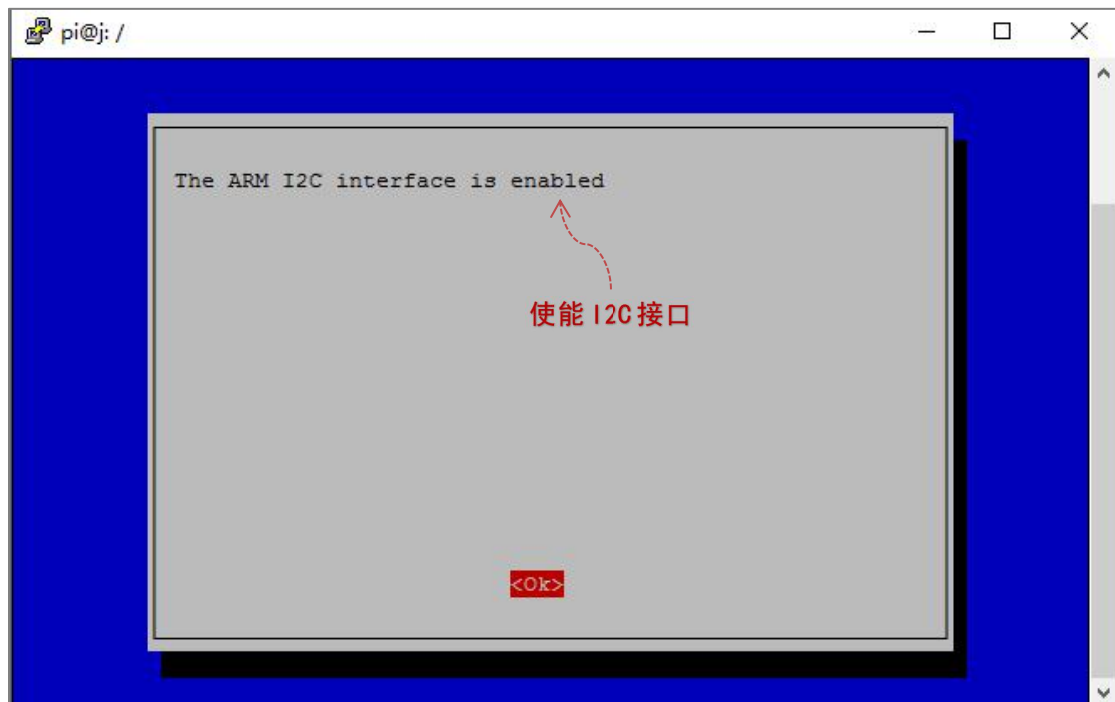 pi@j: /
The ARM I2C interface is enabled
使能 I2C 接口
<Ok>